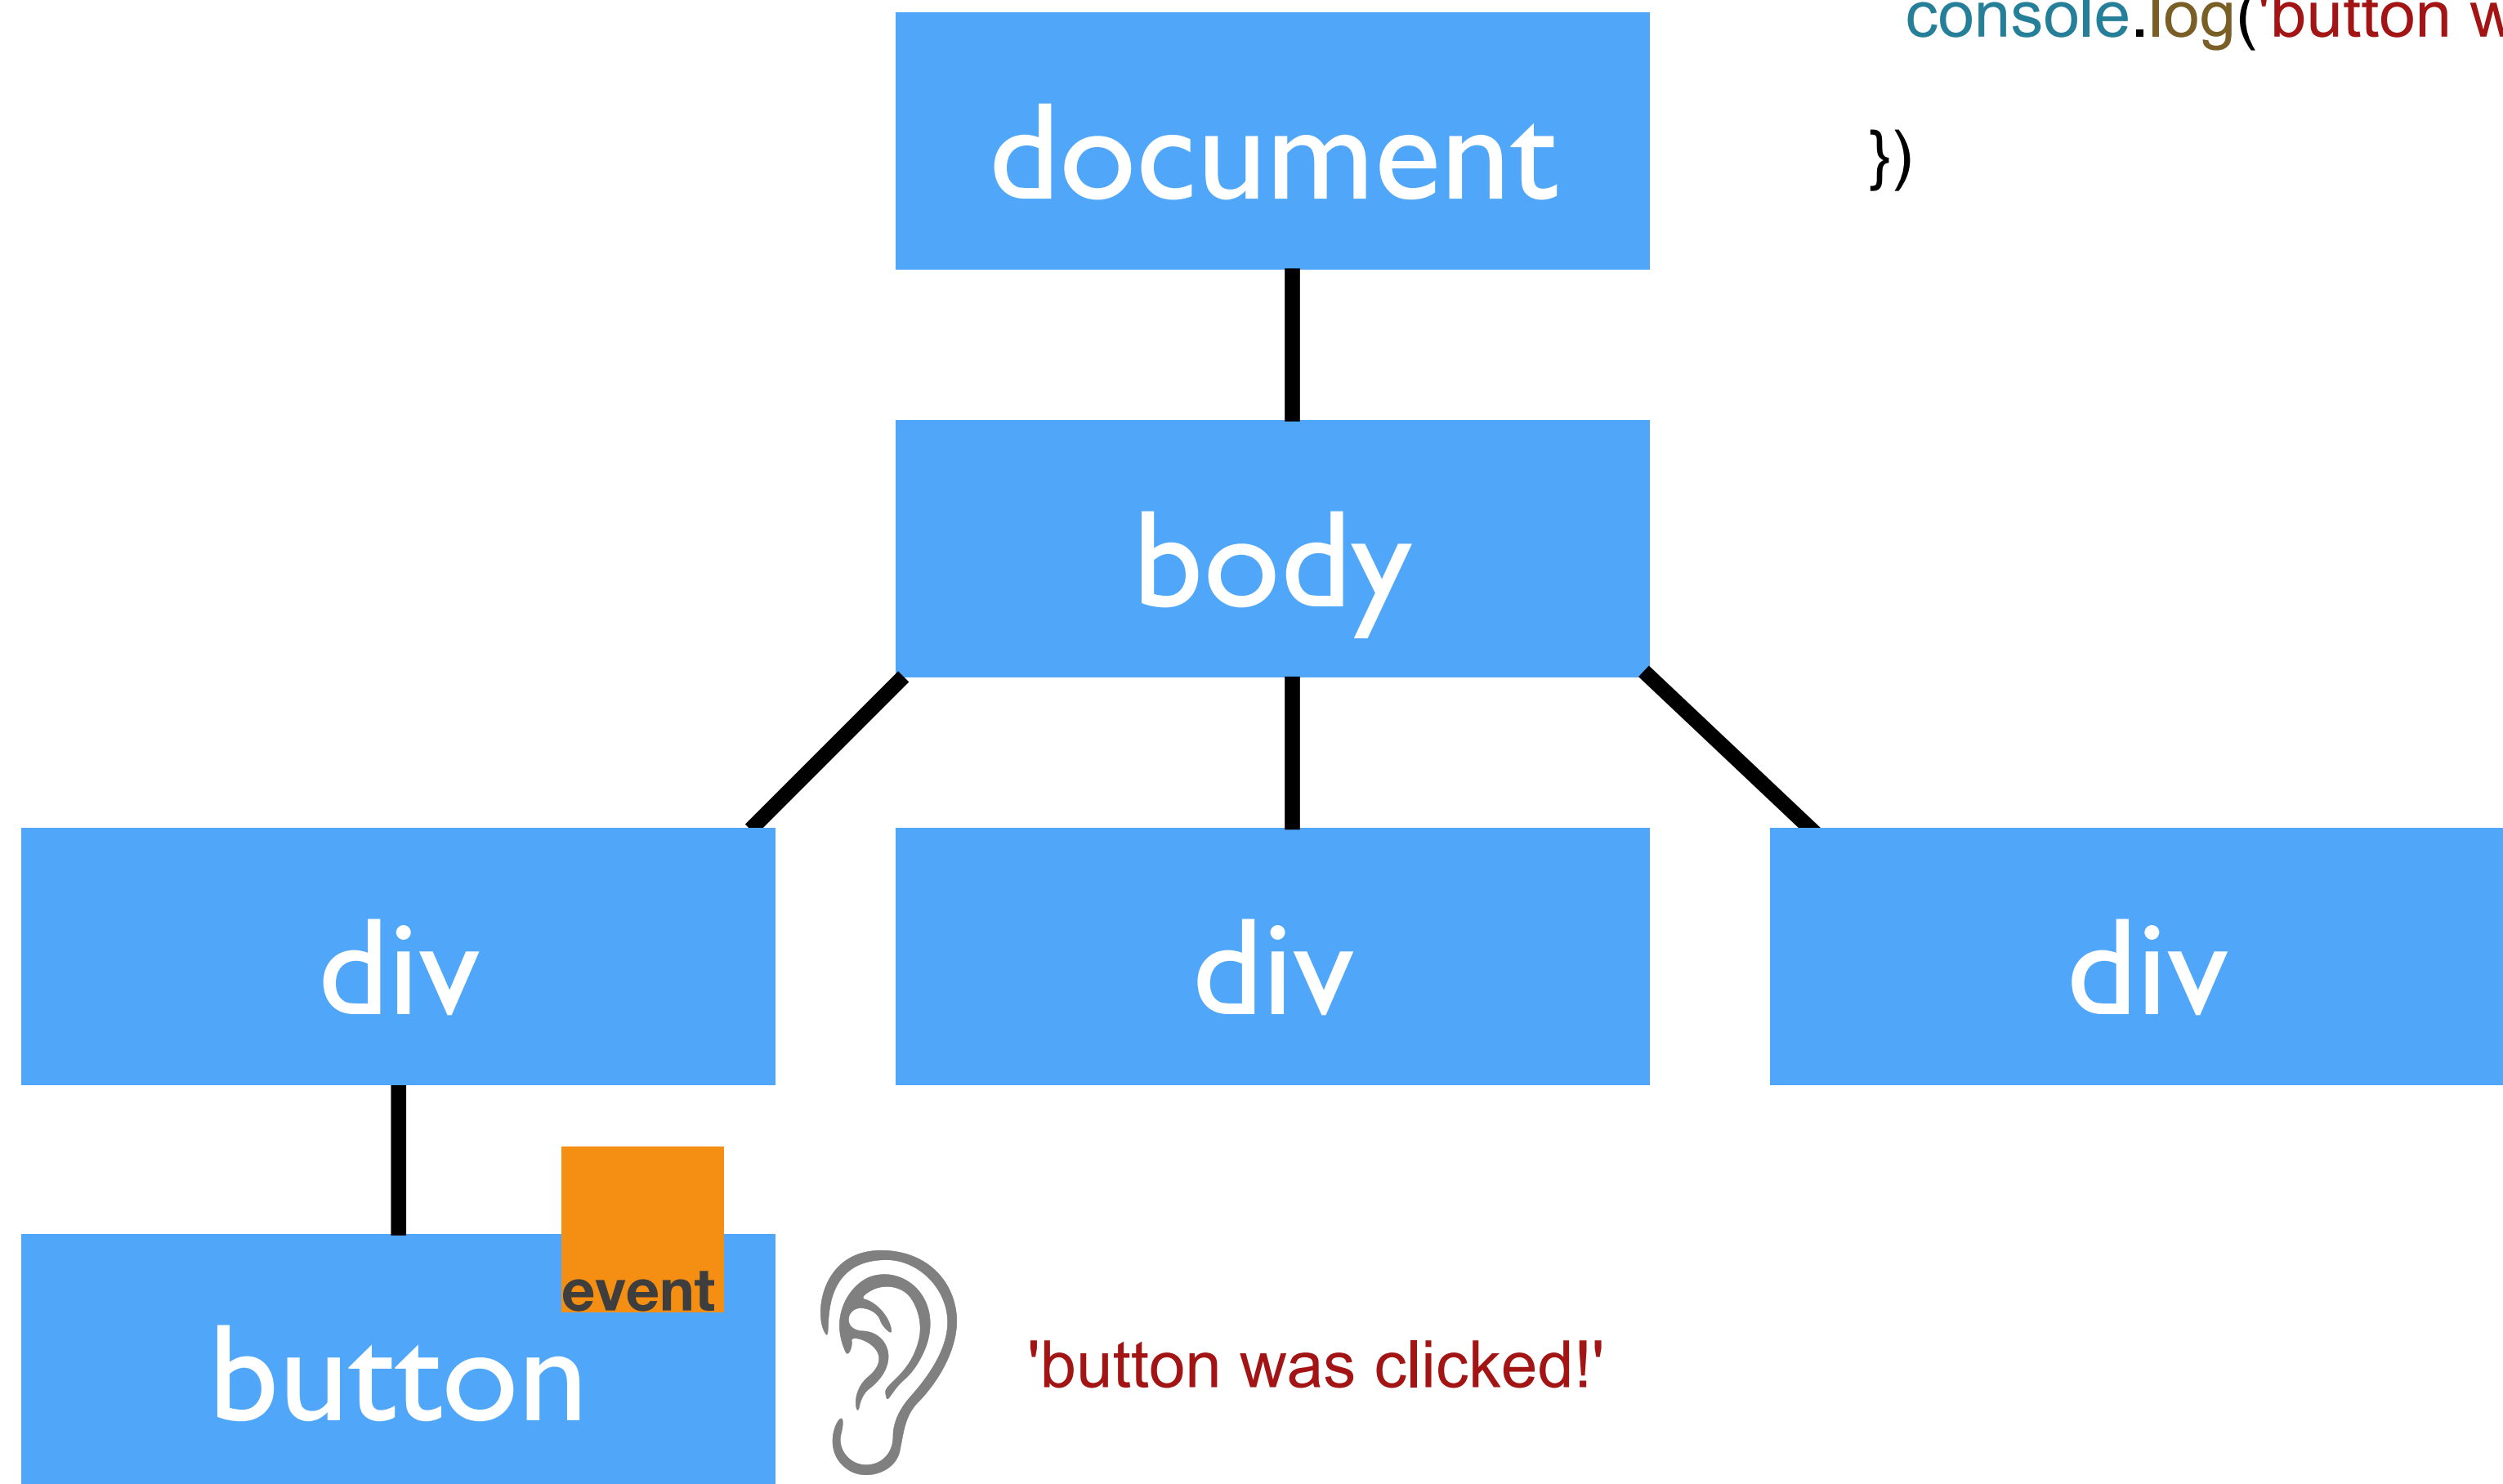 console.log('button
})
document
body
div
div
div
event
button
'button was clicked!'